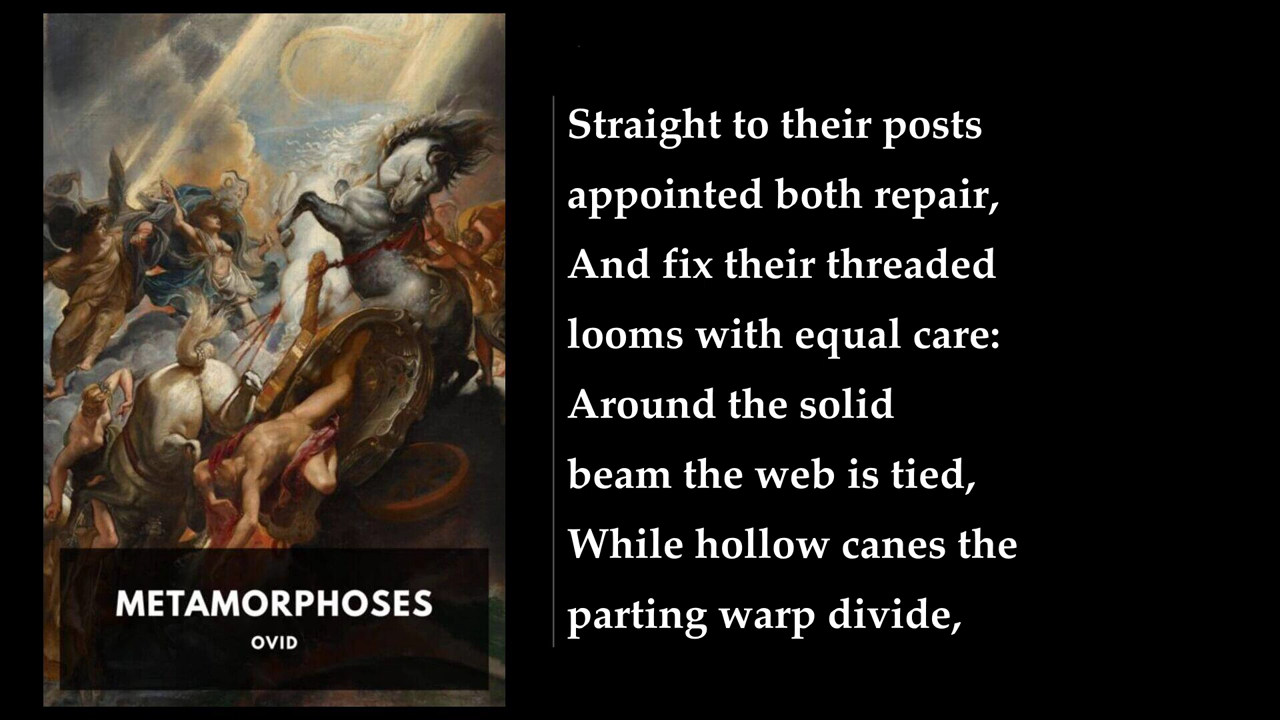 METAMORPHOSES
OVID
Straight to their posts
appointed both repair,
And fix their threaded
looms with equal care:
Around the solid
beam the web is tied,
While hollow canes the
parting warp divide,